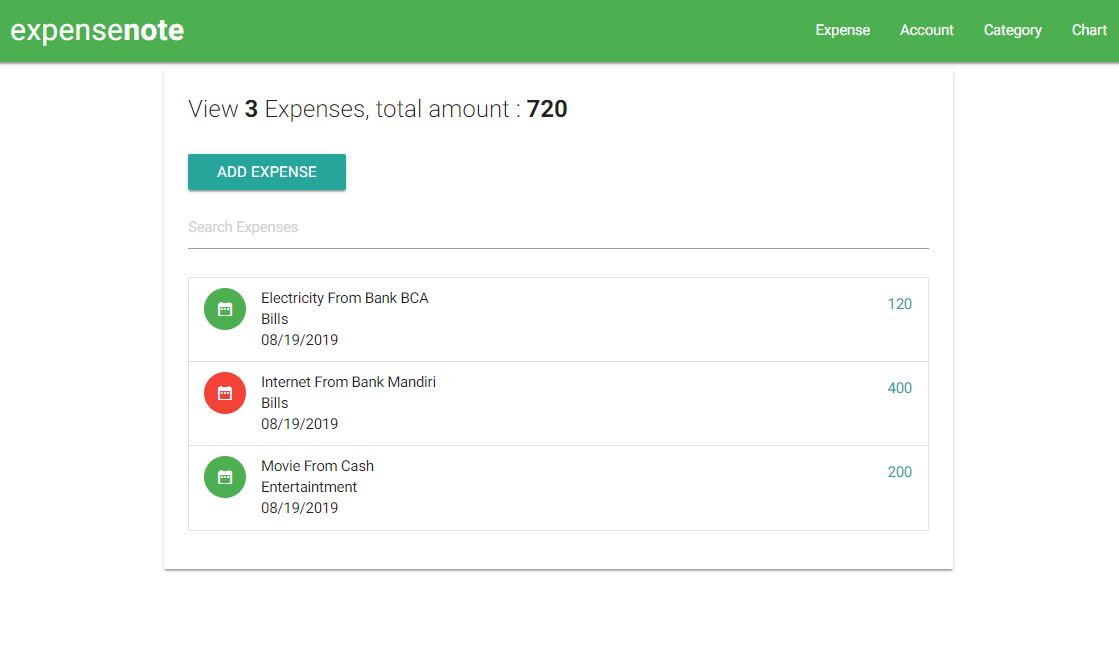 expensenote
Expense Account Category Chart
View 3 Expenses, total amount : 720
ADD EXPENSE
Search Expenses
Electricity From Bank BCA
120
Bills
08/19/2019
Internet From Bank Mandiri
400
Bills
08/19/2019
Movie From Cash
200
Entertaintment
08/19/2019